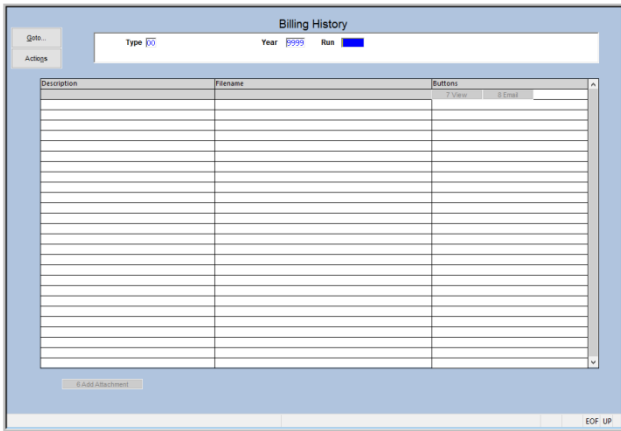 Billing History
Goto...
Type 00 Year 9999 Run
Actions
Description Filename Buttons
7 View 8 Email
6 Add Attachment
EOF UP